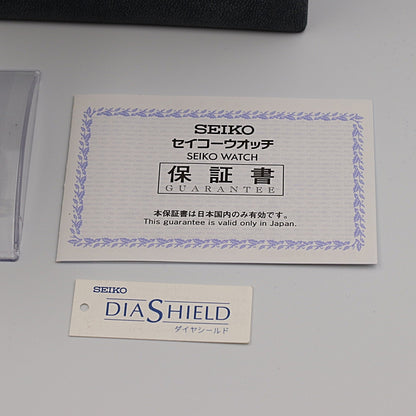 SEIKO
セイコーウオッチ
SEIKO WATCH
保証書
GUARANTEE
本保証書は日本国内のみ有効です。
This guarantee is valid only in Japan.
SEIKO
DIASHIELD
ダイヤシールド